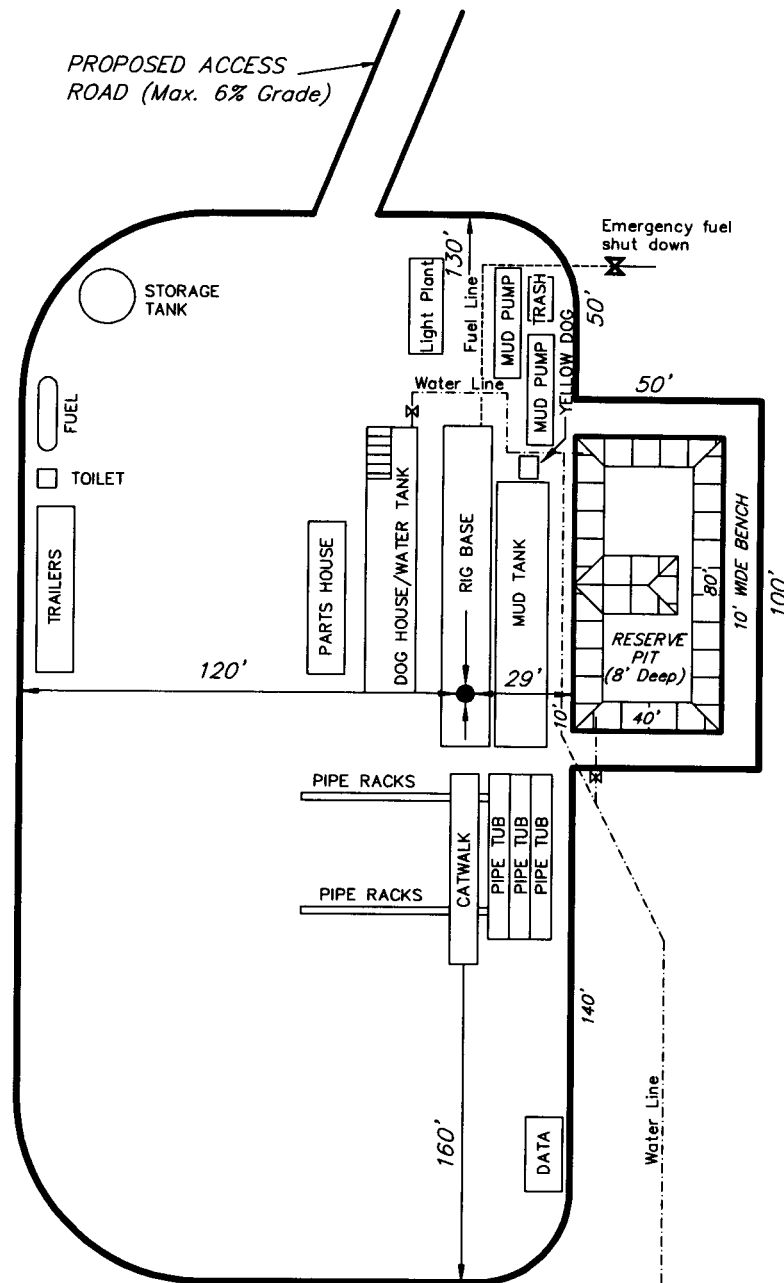 PROPOSED ACCESS
ROAD (Max. 6% Grade)
Emergency fuel
shut down
130'
50'
STORAGE
TANK
Light Plant
Fuel Line
MUD PUMP
TRASH
MUD PUMP
YELLOW DOG
Water Line
50'
FUEL
TOILET
TRAILERS
PARTS HOUSE
DOG HOUSE/WATER TANK
RIG BASE
MUD TANK
80'
10' WIDE BENCH
100'
RESERVE
PIT
(8' Deep)
120'
29'
10'
40'
PIPE RACKS
CATWALK
PIPE TUB
PIPE TUB
PIPE TUB
PIPE RACKS
140'
160'
DATA
Water Line